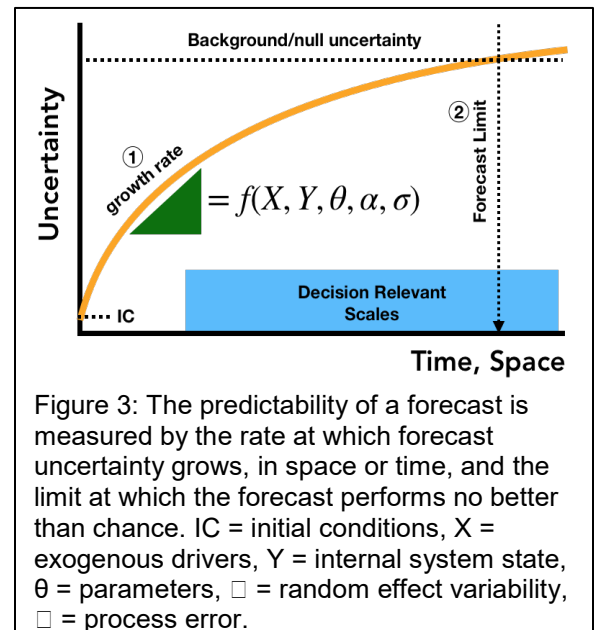 Background/null uncertainty
Uncertainty
① growth rate
= f(X, Y, θ, α, σ)
② Forecast Limit
Decision Relevant
Scales
IC
Time, Space
Figure 3: The predictability of a forecast is
measured by the rate at which forecast
uncertainty grows, in space or time, and the
limit at which the forecast performs no better
than chance. IC = initial conditions, X =
exogenous drivers, Y = internal system state,
θ = parameters, □ = random effect variability,
□ = process error.